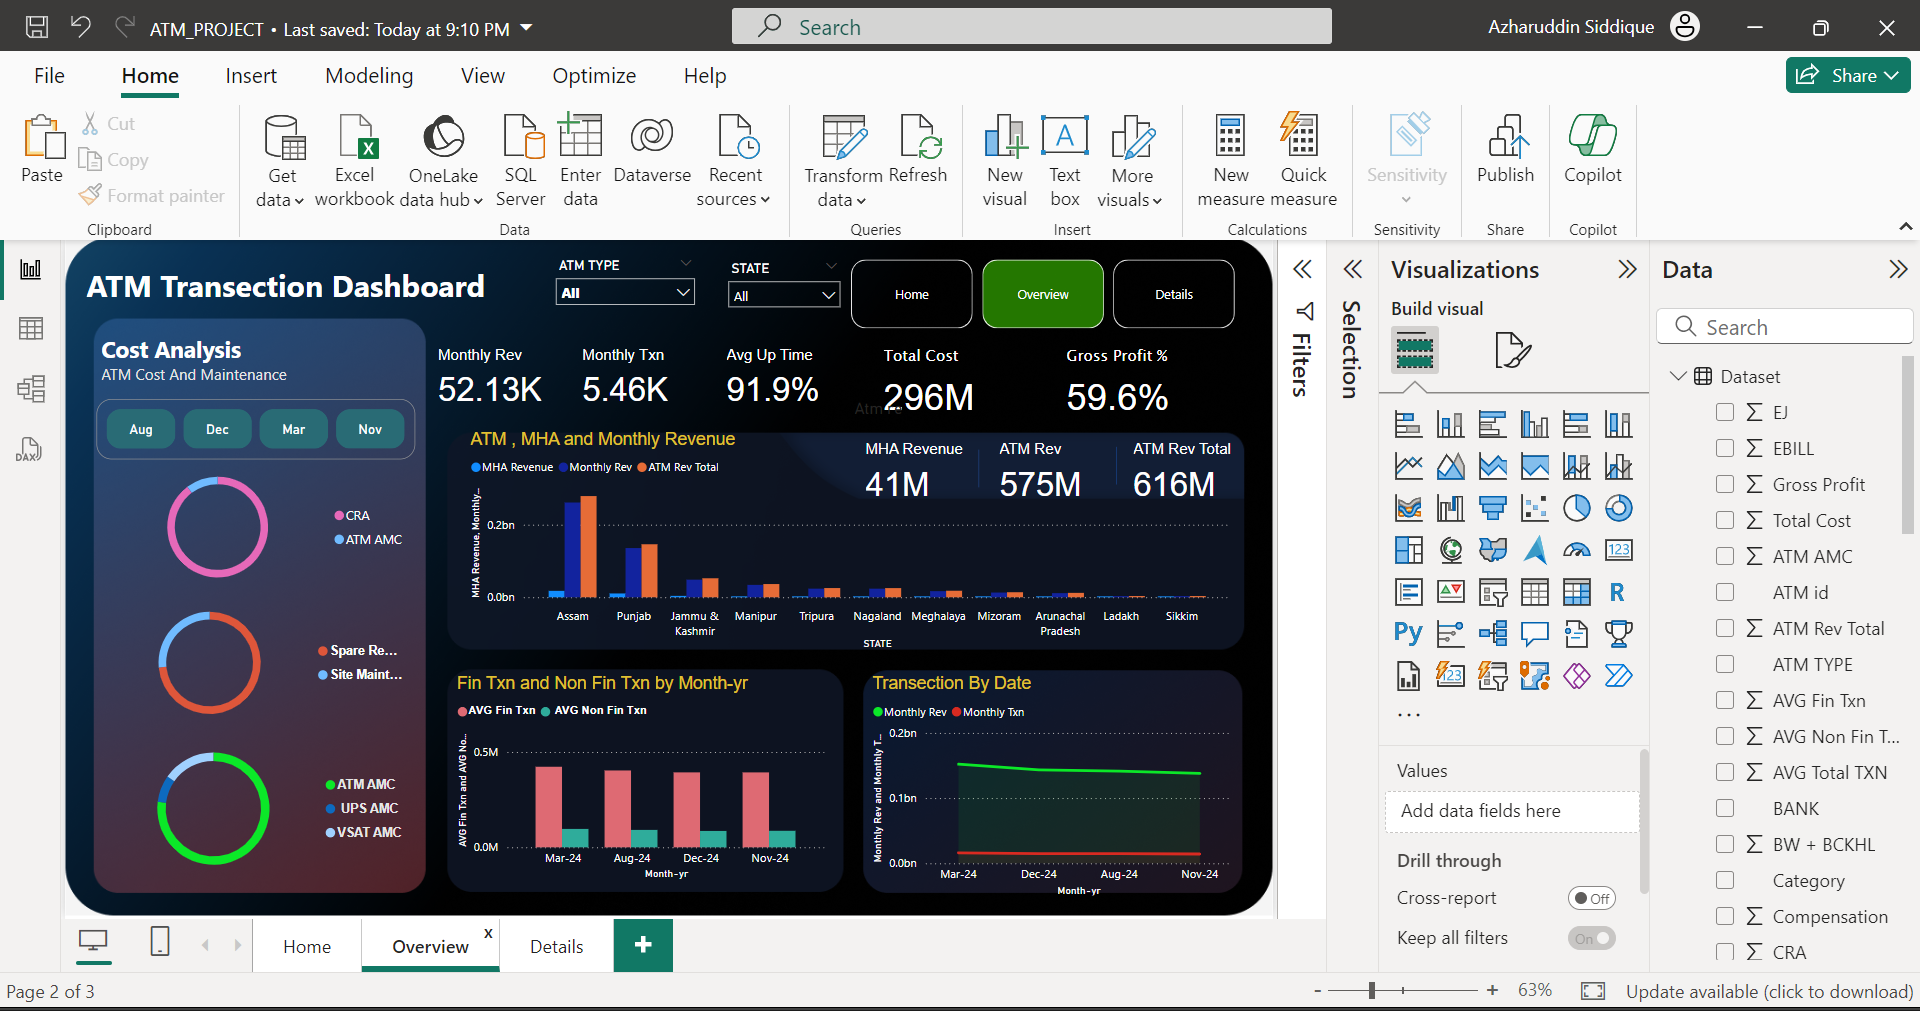 ATM_PROJECT • Last saved: Today at 9:10 PM
Search
Azharuddin Siddique
File
Home
Insert
Modeling
View
Optimize
Help
Share
Paste
Cut
Copy
Format painter
Clipboard
Get data
Excel workbook
OneLake data hub
SQL Server
Enter data
Dataverse
Recent sources
Data
Transform data
Refresh
Queries
New visual
Text box
More visuals
Insert
New measure
Quick measure
Calculations
Sensitivity
Sensitivity
Publish
Share
Copilot
Copilot
ATM Transection Dashboard
ATM TYPE
All
STATE
All
Home
Overview
Details
Cost Analysis
ATM Cost And Maintenance
Aug
Dec
Mar
Nov
CRA
ATM AMC
Spare Re...
Site Maint...
ATM AMC
UPS AMC
VSAT AMC
Monthly Rev
52.13K
Monthly Txn
5.46K
Avg Up Time
91.9%
Total Cost
296M
Gross Profit %
59.6%
ATM , MHA and Monthly Revenue
MHA Revenue
Monthly Rev
ATM Rev Total
MHA Revenue
41M
ATM Rev
575M
ATM Rev Total
616M
MHA Revenue, Monthly...
0.2bn
0.0bn
Assam
Punjab
Jammu & Kashmir
Manipur
Tripura
Nagaland
Meghalaya
Mizoram
Arunachal Pradesh
Ladakh
Sikkim
STATE
Fin Txn and Non Fin Txn by Month-yr
AVG Fin Txn
AVG Non Fin Txn
AVG Fin Txn and AVG No...
0.5M
0.0M
Mar-24
Aug-24
Dec-24
Nov-24
Month-yr
Transection By Date
Monthly Rev
Monthly Txn
Monthly Rev and Monthly T...
0.2bn
0.1bn
0.0bn
Mar-24
Dec-24
Aug-24
Nov-24
Month-yr
Filters
Selection
Visualizations
Build visual
123
R
Py
123
...
Values
Add data fields here
Drill through
Cross-report
Off
Keep all filters
On
Data
Search
Dataset
EJ
EBILL
Gross Profit
Total Cost
ATM AMC
ATM id
ATM Rev Total
ATM TYPE
AVG Fin Txn
AVG Non Fin T...
AVG Total TXN
BANK
BW + BCKHL
Category
Compensation
CRA
DAX
Home
Overview
x
Details
+
Page 2 of 3
-
+
63%
Update available (click to download)